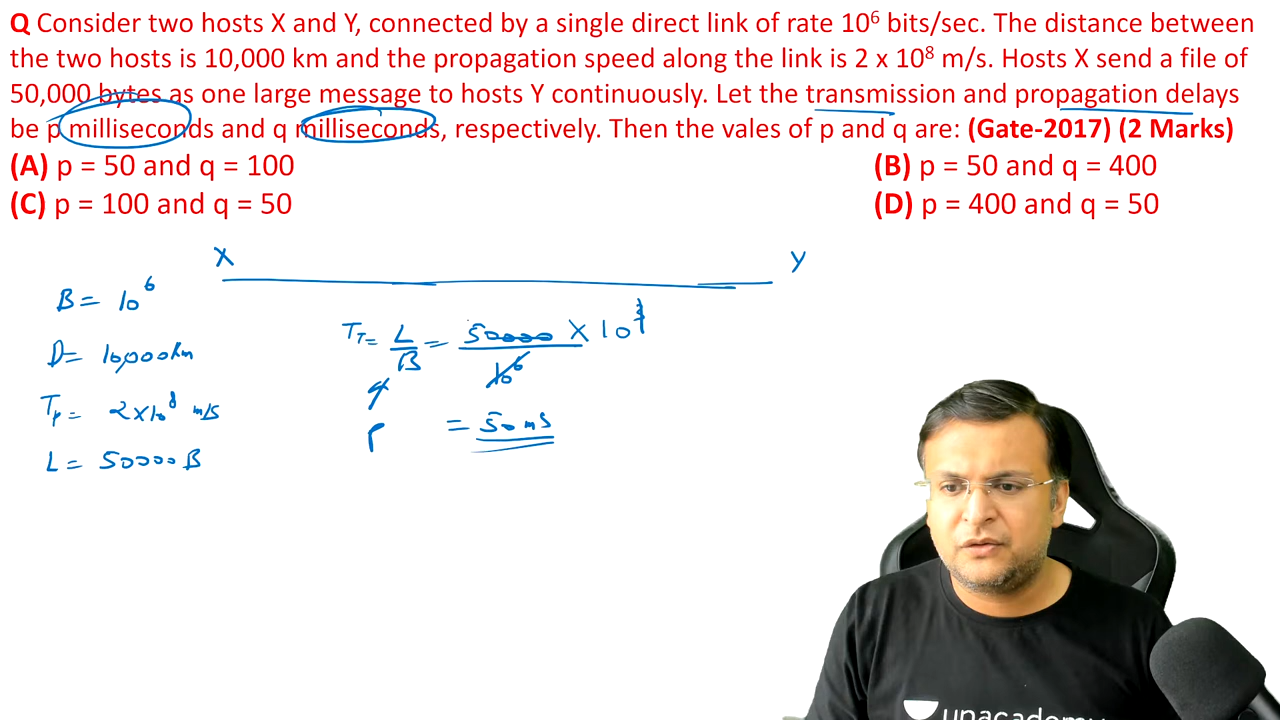 Q Consider two hosts X and Y, connected by a single direct link of rate 10⁶ bits/sec. The distance between
the two hosts is 10,000 km and the propagation speed along the link is 2 x 10⁸ m/s. Hosts X send a file of
50,000 bytes as one large message to hosts Y continuously. Let the transmission and propagation delays
be p milliseconds and q milliseconds, respectively. Then the vales of p and q are: (Gate-2017) (2 Marks)
(A) p = 50 and q = 100 (B) p = 50 and q = 400
(C) p = 100 and q = 50 (D) p = 400 and q = 50
X Y
B = 10⁶
D = 10,000km
Tp = 2×10⁸ m/s
L = 50000B
TT = L/B = 50000 × 10 / 10⁶
= 50 ms
unacademy